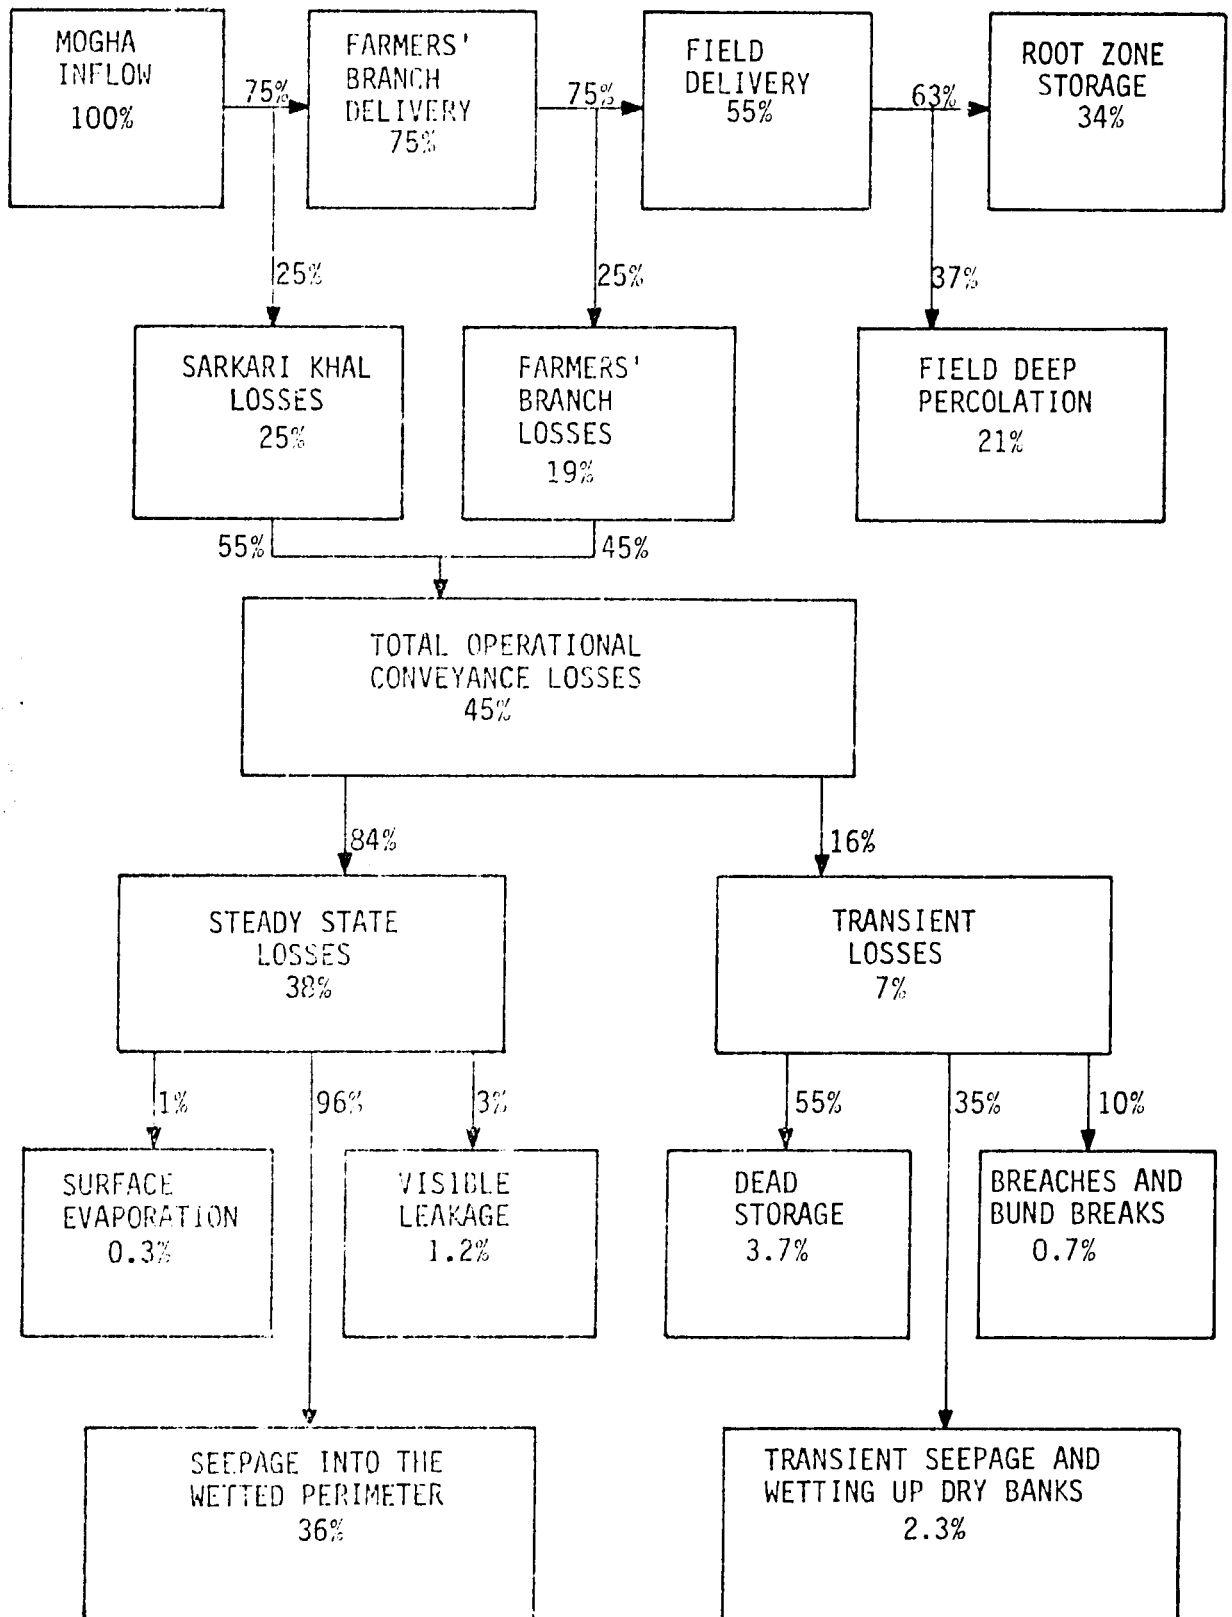 MOGHA
INFLOW
100%
75%
FARMERS'
BRANCH
DELIVERY
75%
75%
FIELD
DELIVERY
55%
63%
ROOT ZONE
STORAGE
34%
25%
25%
37%
SARKARI KHAL
LOSSES
25%
FARMERS'
BRANCH
LOSSES
19%
FIELD DEEP
PERCOLATION
21%
55%
45%
TOTAL OPERATIONAL
CONVEYANCE LOSSES
45%
84%
16%
STEADY STATE
LOSSES
38%
TRANSIENT
LOSSES
7%
1%
96%
3%
55%
35%
10%
SURFACE
EVAPORATION
0.3%
VISIBLE
LEAKAGE
1.2%
DEAD
STORAGE
3.7%
BREACHES AND
BUND BREAKS
0.7%
SEEPAGE INTO THE
WETTED PERIMETER
36%
TRANSIENT SEEPAGE AND
WETTING UP DRY BANKS
2.3%